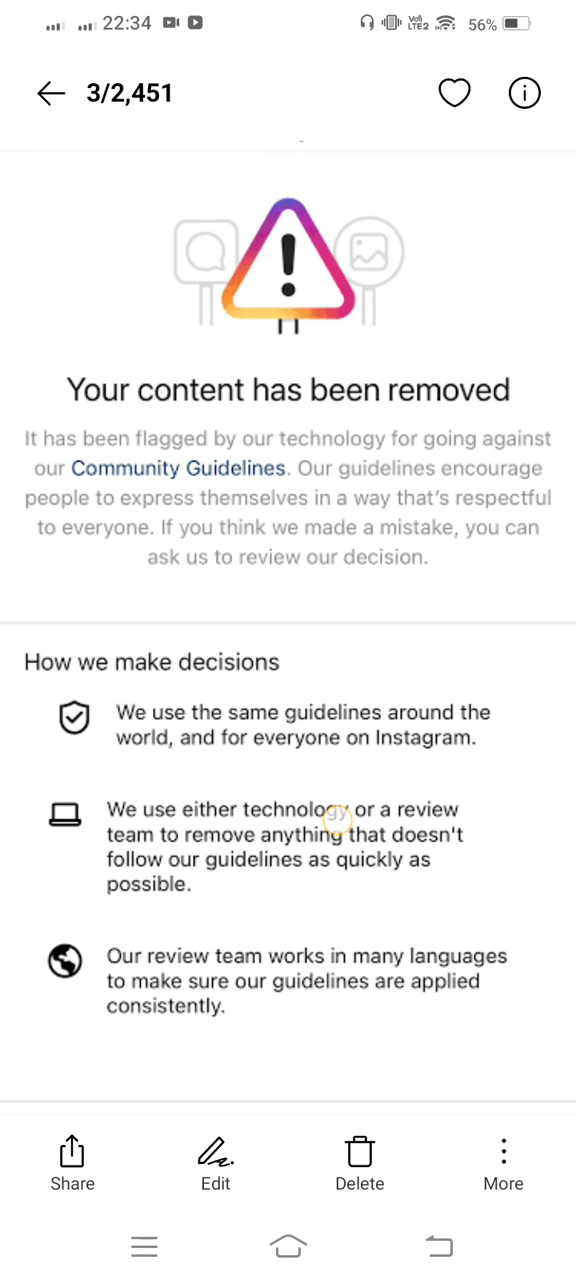 22:34 Vo) LTE2 56%
3/2,451
Your content has been removed
It has been flagged by our technology for going against
our Community Guidelines. Our guidelines encourage
people to express themselves in a way that's respectful
to everyone. If you think we made a mistake, you can
ask us to review our decision.
How we make decisions
We use the same guidelines around the
world, and for everyone on Instagram.
We use either technology or a review
team to remove anything that doesn't
follow our guidelines as quickly as
possible.
Our review team works in many languages
to make sure our guidelines are applied
consistently.
Share Edit Delete More